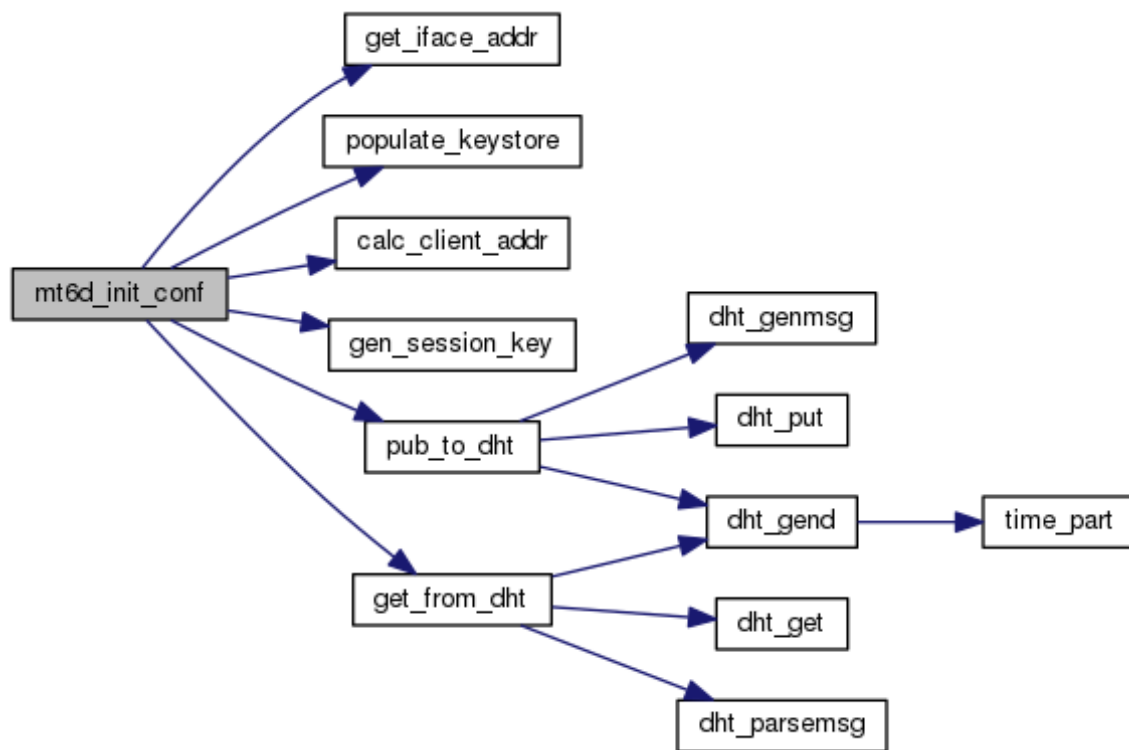 get_iface_addr
populate_keystore
calc_client_addr
mt6d_init_conf
gen_session_key
dht_genmsg
dht_put
pub_to_dht
dht_gend
time_part
get_from_dht
dht_get
dht_parsemsg